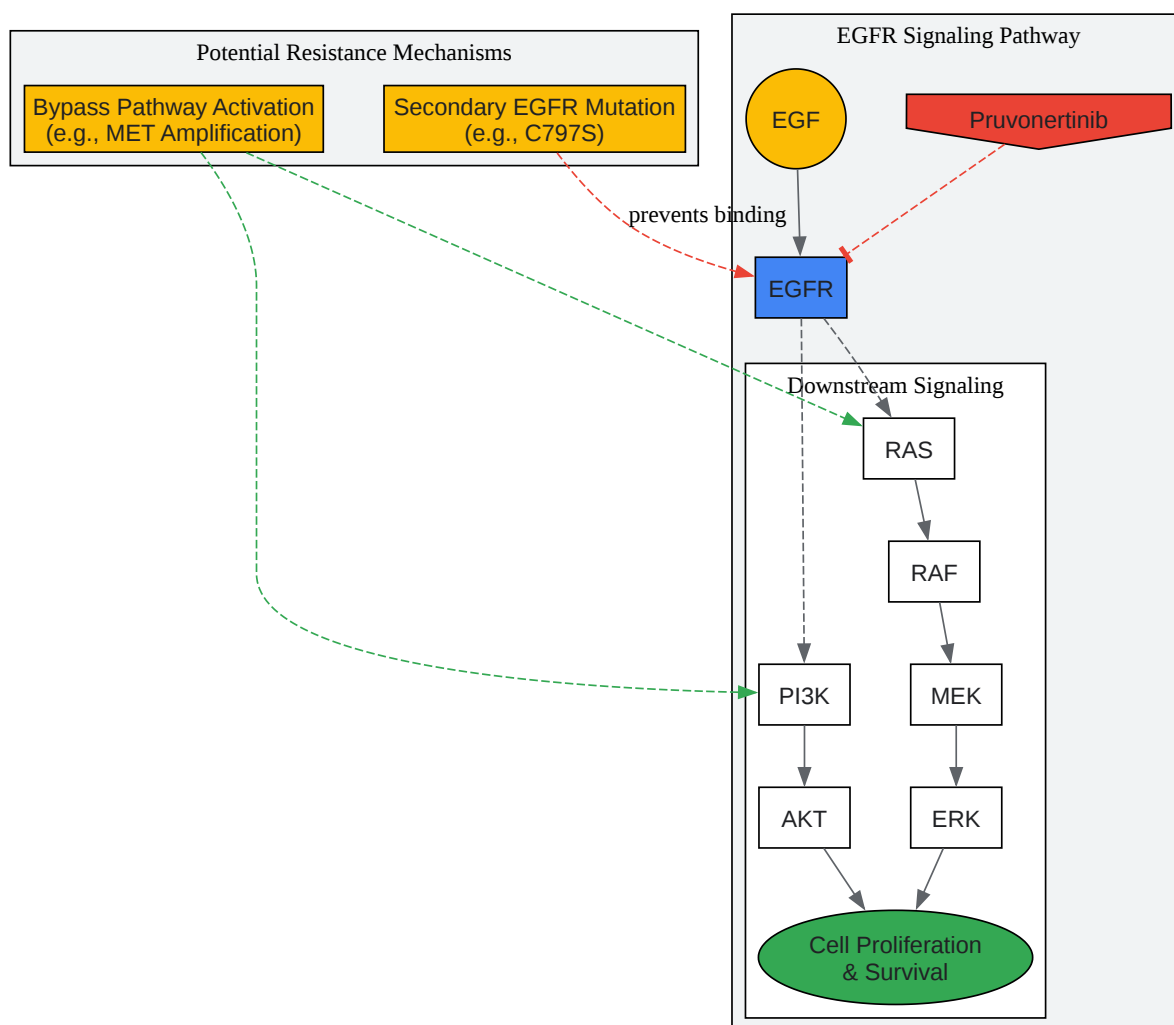 Potential Resistance Mechanisms
Bypass Pathway Activation
(e.g., MET Amplification)
Secondary EGFR Mutation
(e.g., C797S)
EGFR Signaling Pathway
EGF
Pruvonertinib
prevents binding
EGFR
Downstream Signaling
RAS
RAF
PI3K
MEK
AKT
ERK
Cell Proliferation
& Survival